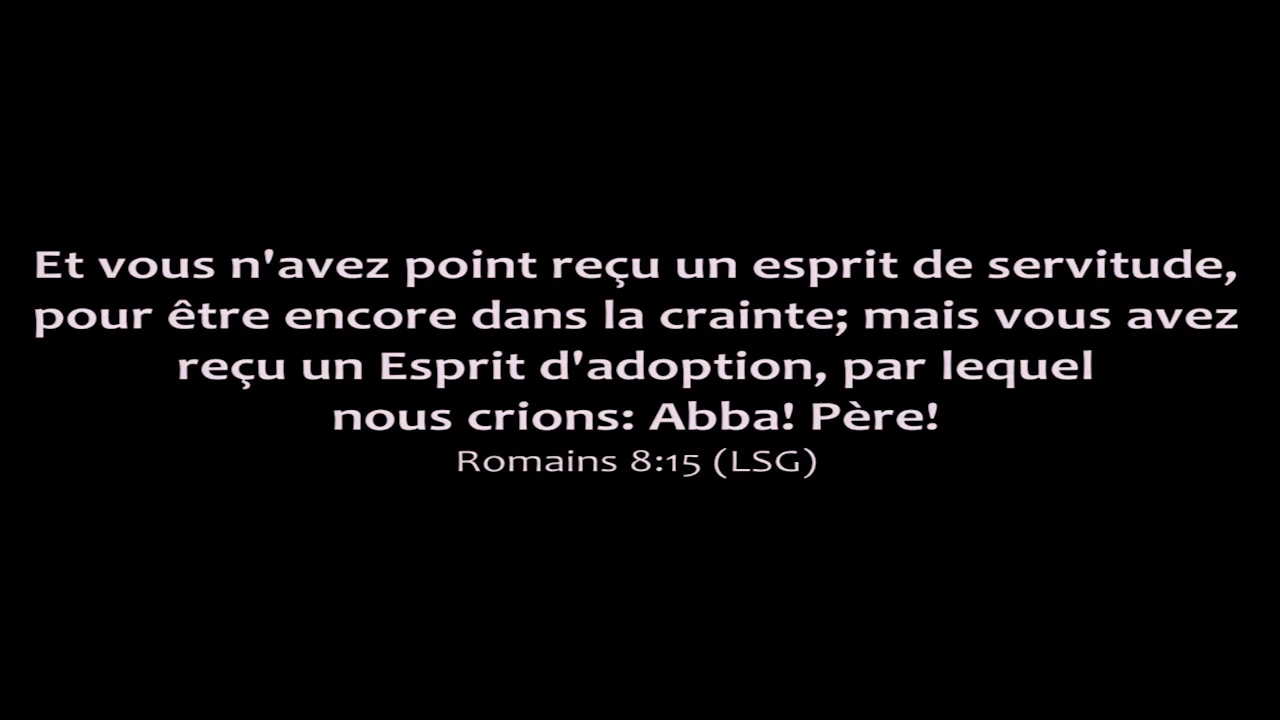 Et vous n'avez point reçu un esprit de servitude,
pour être encore dans la crainte; mais vous avez
reçu un Esprit d'adoption, par lequel
nous crions: Abba! Père!
Romains 8:15 (LSG)